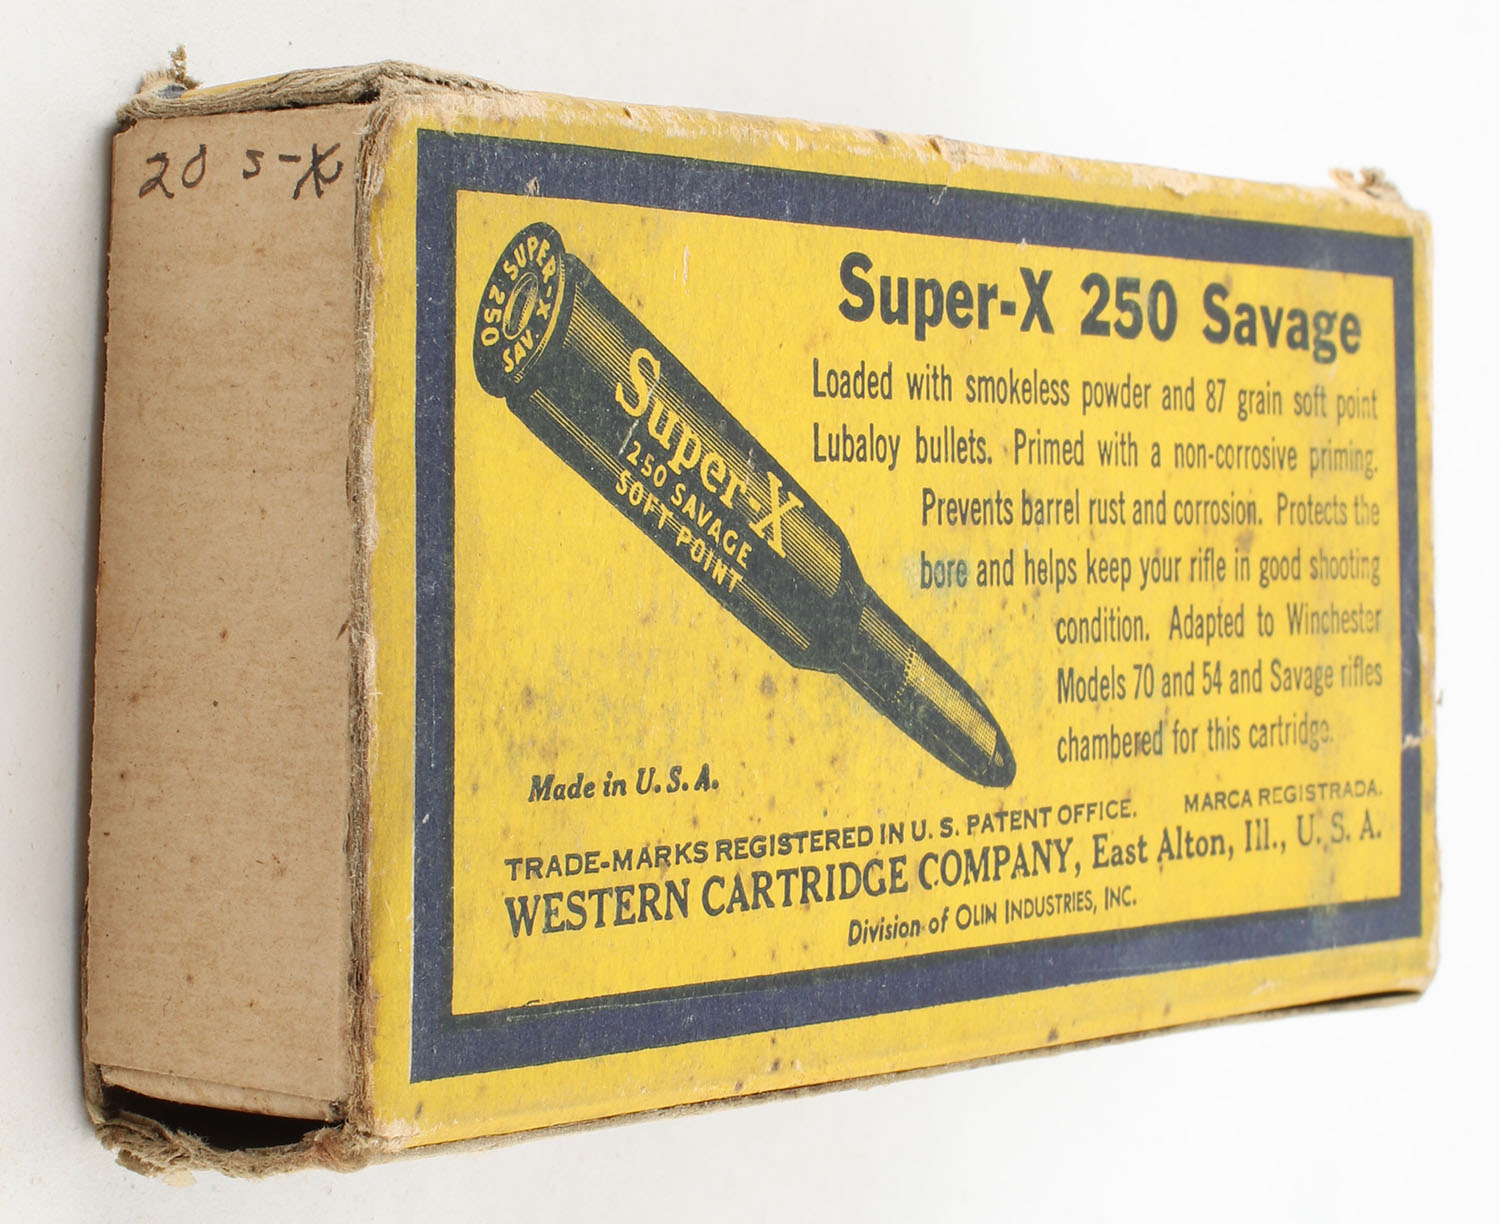 20 S-X
SUPER-X
250
SAV.
Super-X
250 SAVAGE
SOFT POINT
Super-X 250 Savage
Loaded with smokeless powder and 87 grain soft point
Lubaloy bullets. Primed with a non-corrosive priming.
Prevents barrel rust and corrosion. Protects the
bore and helps keep your rifle in good shooting
condition. Adapted to Winchester
Models 70 and 54 and Savage rifles
chambered for this cartridge.
Made in U.S.A.
TRADE-MARKS REGISTERED IN U. S. PATENT OFFICE. MARCA REGISTRADA.
WESTERN CARTRIDGE COMPANY, East Alton, Ill., U. S. A.
Division of OLIN INDUSTRIES, INC.